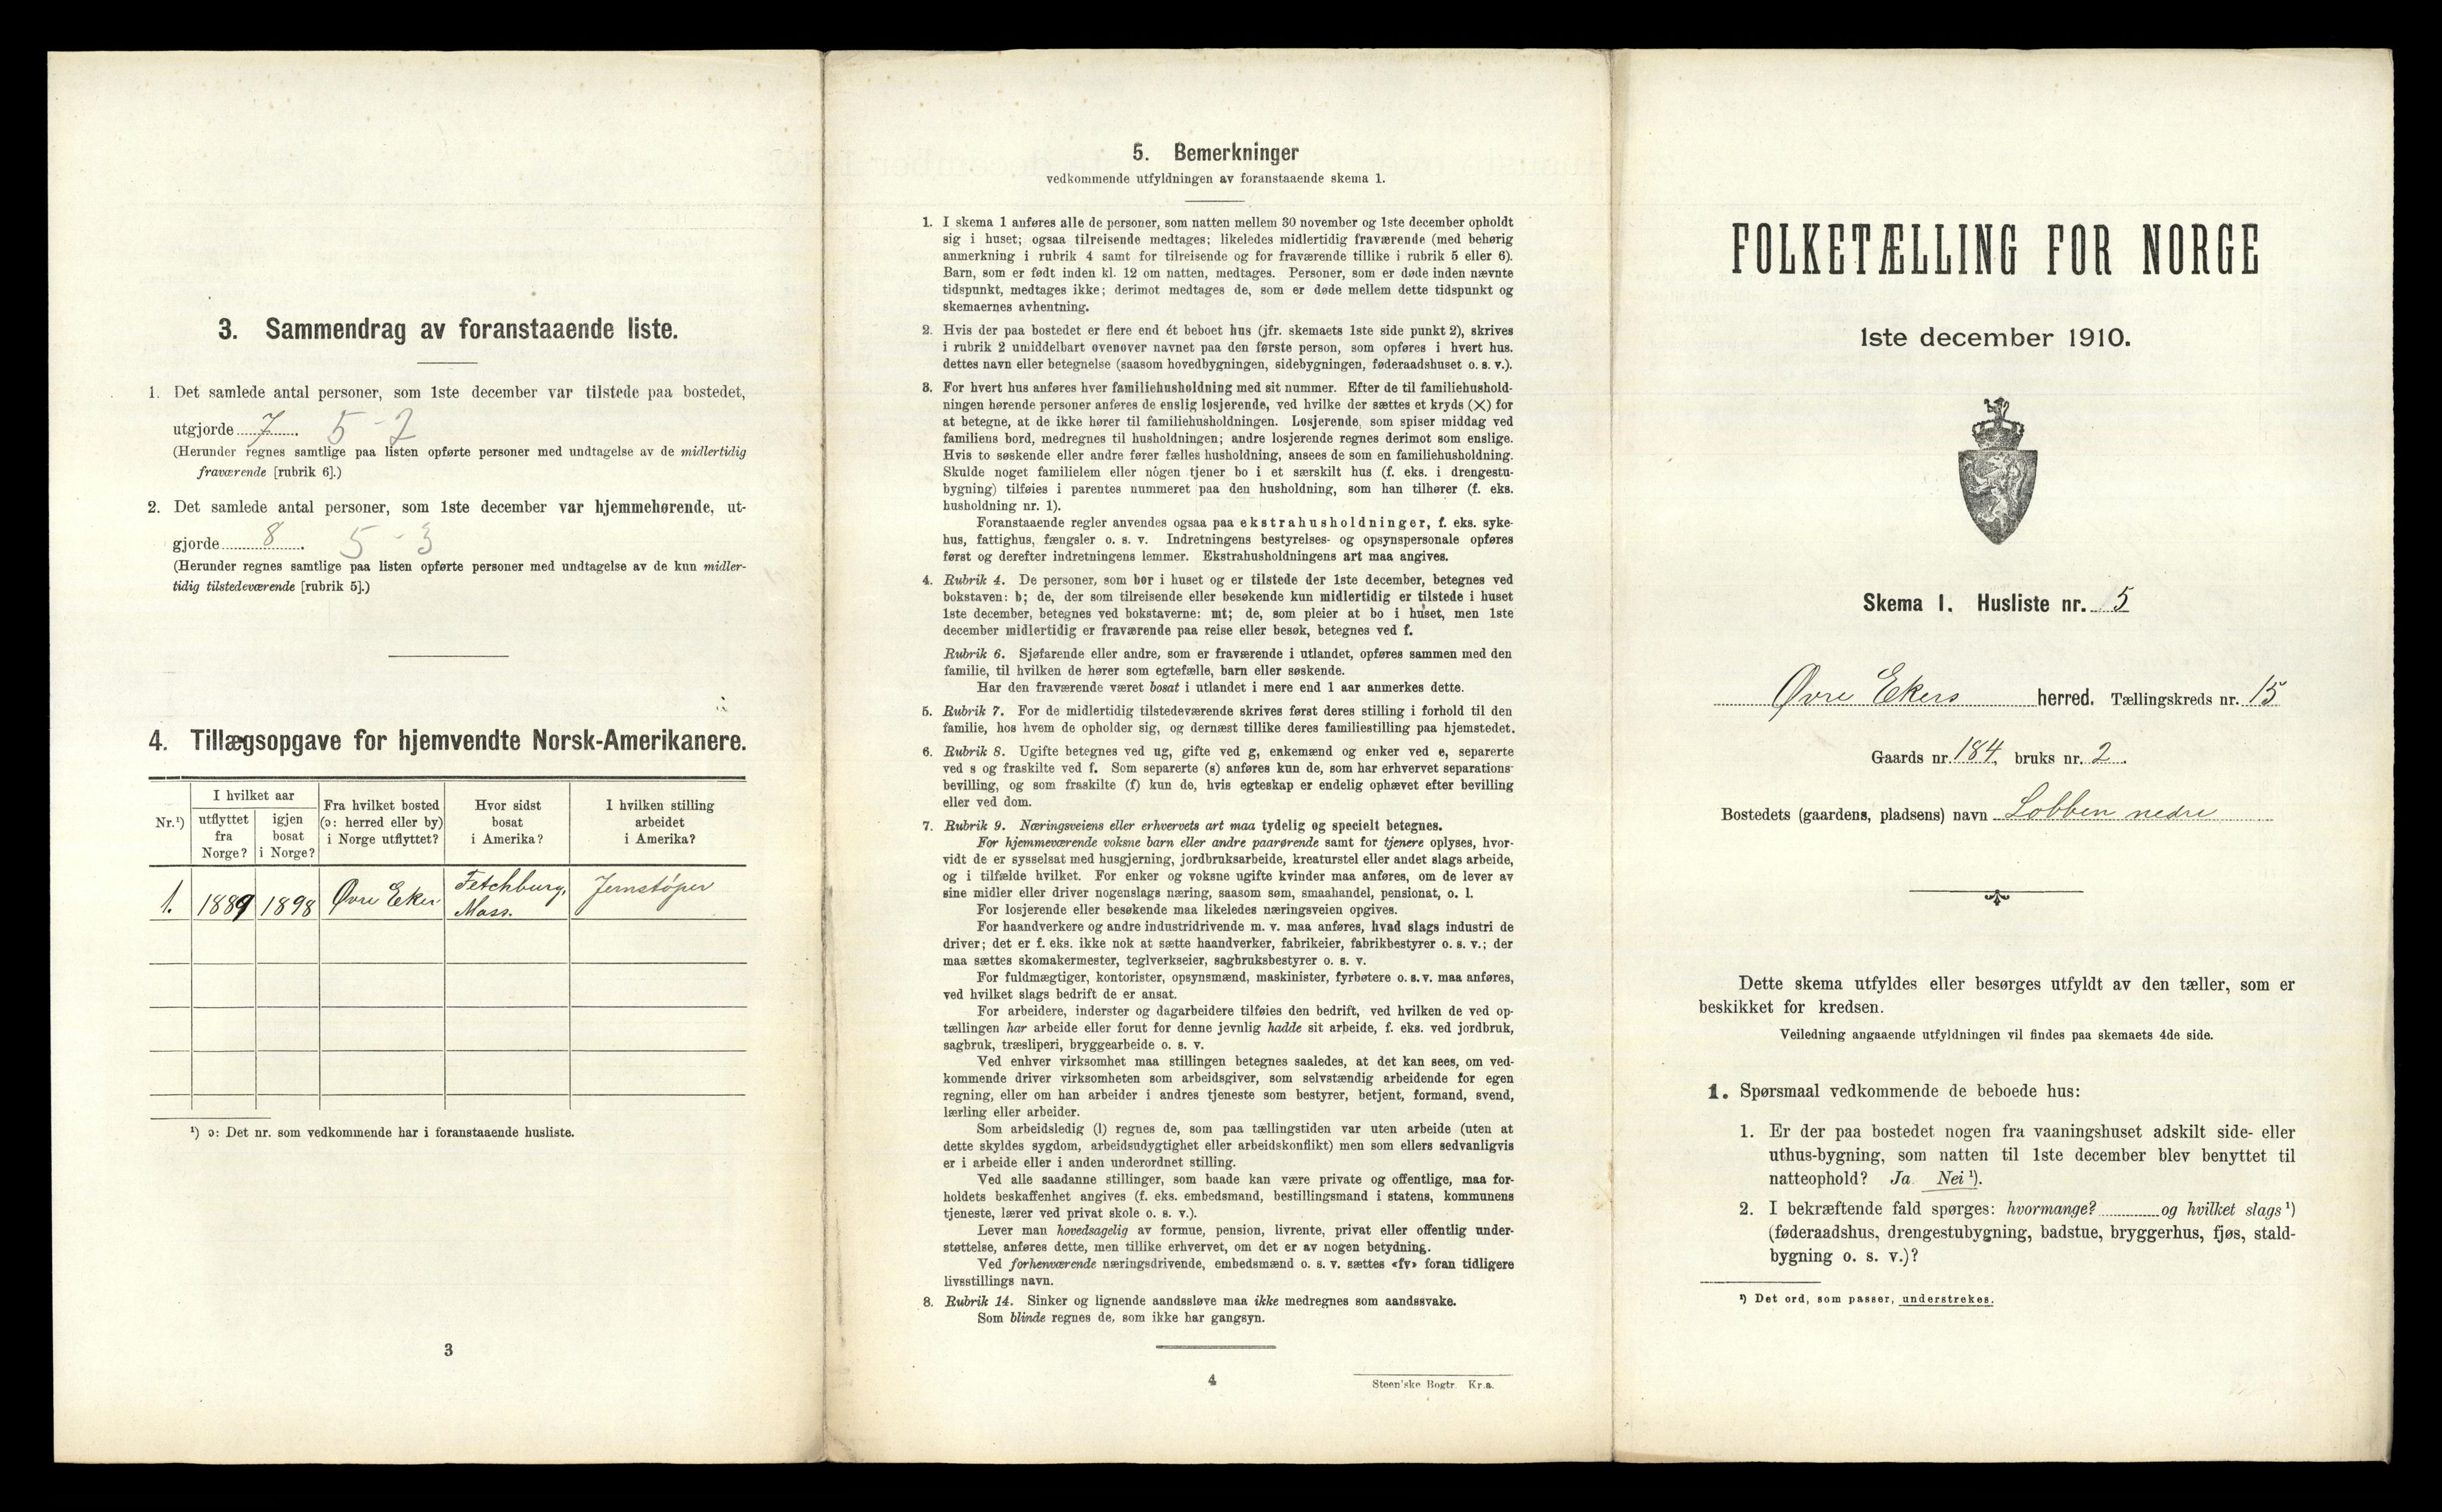 3. Sammendrag av foranstaaende liste.
1. Det samlede antal personer, som 1ste december var tilstede paa bostedet,
utgjorde 7. 5-2
(Herunder regnes samtlige paa listen opførte personer med undtagelse av de midlertidig
fraværende [rubrik 6].)
2. Det samlede antal personer, som 1ste december var hjemmehørende, ut-
gjorde 8. 5-3
(Herunder regnes samtlige paa listen opførte personer med undtagelse av de kun midler-
tidig tilstedeværende [rubrik 5].)
4. Tillægsopgave for hjemvendte Norsk-Amerikanere.
Nr.¹)
I hvilket aar
utflyttet
fra
Norge?
igjen
bosat
i Norge?
Fra hvilket bosted
(ɔ: herred eller by)
i Norge utflyttet?
Hvor sidst
bosat
i Amerika?
I hvilken stilling
arbeidet
i Amerika?
1. 1889 1898 Øvre Eker Fetchburg, Mass. Jernstøper
¹) ɔ: Det nr. som vedkommende har i foranstaaende husliste.
3
5. Bemerkninger
vedkommende utfyldningen av foranstaaende skema 1.
1. I skema 1 anføres alle de personer, som natten mellem 30 november og 1ste december opholdt
sig i huset; ogsaa tilreisende medtages; likeledes midlertidig fraværende (med behørig
anmerkning i rubrik 4 samt for tilreisende og for fraværende tillike i rubrik 5 eller 6).
Barn, som er født inden kl. 12 om natten, medtages. Personer, som er døde inden nævnte
tidspunkt, medtages ikke; derimot medtages de, som er døde mellem dette tidspunkt og
skemaernes avhentning.
2. Hvis der paa bostedet er flere end ét beboet hus (jfr. skemaets 1ste side punkt 2), skrives
i rubrik 2 umiddelbart ovenover navnet paa den første person, som opføres i hvert hus.
dettes navn eller betegnelse (saasom hovedbygningen, sidebygningen, føderaadshuset o. s. v.).
3. For hvert hus anføres hver familiehusholdning med sit nummer. Efter de til familiehushold-
ningen hørende personer anføres de enslig losjerende, ved hvilke der sættes et kryds (×) for
at betegne, at de ikke hører til familiehusholdningen. Losjerende, som spiser middag ved
familiens bord, medregnes til husholdningen; andre losjerende regnes derimot som enslige.
Hvis to søskende eller andre fører fælles husholdning, ansees de som en familiehusholdning.
Skulde noget familielem eller nogen tjener bo i et særskilt hus (f. eks. i drengestu-
bygning) tilføies i parentes nummeret paa den husholdning, som han tilhører (f. eks.
husholdning nr. 1).
Foranstaaende regler anvendes ogsaa paa ekstrahusholdninger, f. eks. syke-
hus, fattighus, fængsler o. s. v. Indretningens bestyrelses- og opsynspersonale opføres
først og derefter indretningens lemmer. Ekstrahusholdningens art maa angives.
4. Rubrik 4. De personer, som bor i huset og er tilstede der 1ste december, betegnes ved
bokstaven: b; de, der som tilreisende eller besøkende kun midlertidig er tilstede i huset
1ste december, betegnes ved bokstaverne: mt; de, som pleier at bo i huset, men 1ste
december midlertidig er fraværende paa reise eller besøk, betegnes ved f.
Rubrik 6. Sjøfarende eller andre, som er fraværende i utlandet, opføres sammen med den
familie, til hvilken de hører som egtefælle, barn eller søskende.
Har den fraværende været bosat i utlandet i mere end 1 aar anmerkes dette.
5. Rubrik 7. For de midlertidig tilstedeværende skrives først deres stilling i forhold til den
familie, hos hvem de opholder sig, og dernæst tillike deres familiestilling paa hjemstedet.
6. Rubrik 8. Ugifte betegnes ved ug, gifte ved g, enkemænd og enker ved e, separerte
ved s og fraskilte ved f. Som separerte (s) anføres kun de, som har erhvervet separations-
bevilling, og som fraskilte (f) kun de, hvis egteskap er endelig ophævet efter bevilling
eller ved dom.
7. Rubrik 9. Næringsveiens eller erhvervets art maa tydelig og specielt betegnes.
For hjemmeværende voksne barn eller andre paarørende samt for tjenere oplyses, hvor-
vidt de er sysselsat med husgjerning, jordbruksarbeide, kreaturstel eller andet slags arbeide,
og i tilfælde hvilket. For enker og voksne ugifte kvinder maa anføres, om de lever av
sine midler eller driver nogenslags næring, saasom søm, smaahandel, pensionat, o. l.
For losjerende eller besøkende maa likeledes næringsveien opgives.
For haandverkere og andre industridrivende m. v. maa anføres, hvad slags industri de
driver; det er f. eks. ikke nok at sætte haandverker, fabrikeier, fabrikbestyrer o. s. v.; der
maa sættes skomakermester, teglverkseier, sagbruksbestyrer o. s. v.
For fuldmægtiger, kontorister, opsynsmænd, maskinister, fyrbøtere o. s. v. maa anføres,
ved hvilket slags bedrift de er ansat.
For arbeidere, inderster og dagarbeidere tilføies den bedrift, ved hvilken de ved op-
tællingen har arbeide eller forut for denne jevnlig hadde sit arbeide, f. eks. ved jordbruk,
sagbruk, træsliperi, bryggearbeide o. s. v.
Ved enhver virksomhet maa stillingen betegnes saaledes, at det kan sees, om ved-
kommende driver virksomheten som arbeidsgiver, som selvstændig arbeidende for egen
regning, eller om han arbeider i andres tjeneste som bestyrer, betjent, formand, svend,
lærling eller arbeider.
Som arbeidsledig (l) regnes de, som paa tællingstiden var uten arbeide (uten at
dette skyldes sygdom, arbeidsudygtighet eller arbeidskonflikt) men som ellers sedvanligvis
er i arbeide eller i anden underordnet stilling.
Ved alle saadanne stillinger, som baade kan være private og offentlige, maa for-
holdets beskaffenhet angives (f. eks. embedsmand, bestillingsmand i statens, kommunens
tjeneste, lærer ved privat skole o. s. v.).
Lever man hovedsagelig av formue, pension, livrente, privat eller offentlig under-
støttelse, anføres dette, men tillike erhvervet, om det er av nogen betydning.
Ved forhenværende næringsdrivende, embedsmænd o. s. v. sættes «fv» foran tidligere
livsstillings navn.
8. Rubrik 14. Sinker og lignende aandssløve maa ikke medregnes som aandssvake.
Som blinde regnes de, som ikke har gangsyn.
4
Steen'ske Bogtr. Kr.a.
FOLKETÆLLING FOR NORGE
1ste december 1910.
Skema 1. Husliste nr. 5
Øvre Ekers herred. Tællingskreds nr. 15
Gaards nr. 184, bruks nr. 2.
Bostedets (gaardens, pladsens) navn Lobben nedre
Dette skema utfyldes eller besørges utfyldt av den tæller, som er
beskikket for kredsen.
Veiledning angaaende utfyldningen vil findes paa skemaets 4de side.
1. Spørsmaal vedkommende de beboede hus:
1. Er der paa bostedet nogen fra vaaningshuset adskilt side- eller
uthus-bygning, som natten til 1ste december blev benyttet til
natteophold? Ja. Nei ¹).
2. I bekræftende fald spørges: hvormange? og hvilket slags ¹)
(føderaadshus, drengestubygning, badstue, bryggerhus, fjøs, stald-
bygning o. s. v.)?
¹) Det ord, som passer, understrekes.